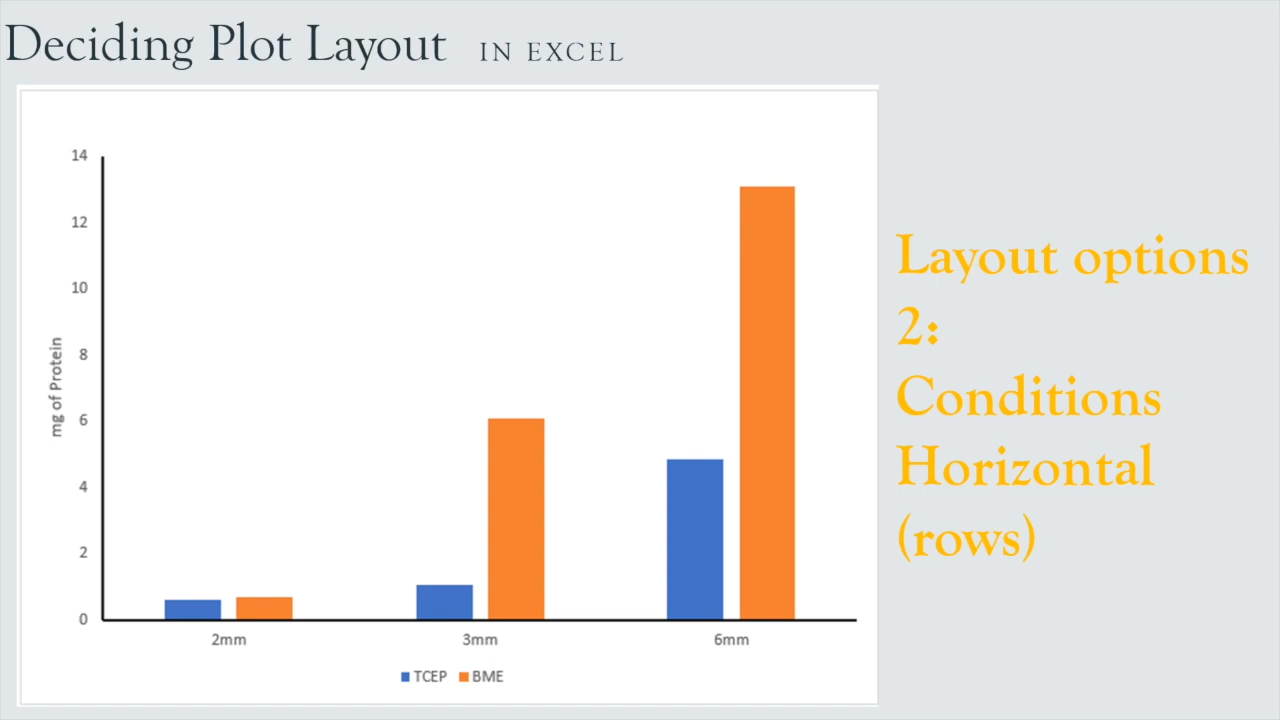 Deciding Plot Layout IN EXCEL
14
12
10
8
6
4
2
0
mg of Protein
2mm 3mm 6mm
TCEP BME
Layout options
2:
Conditions
Horizontal
(rows)